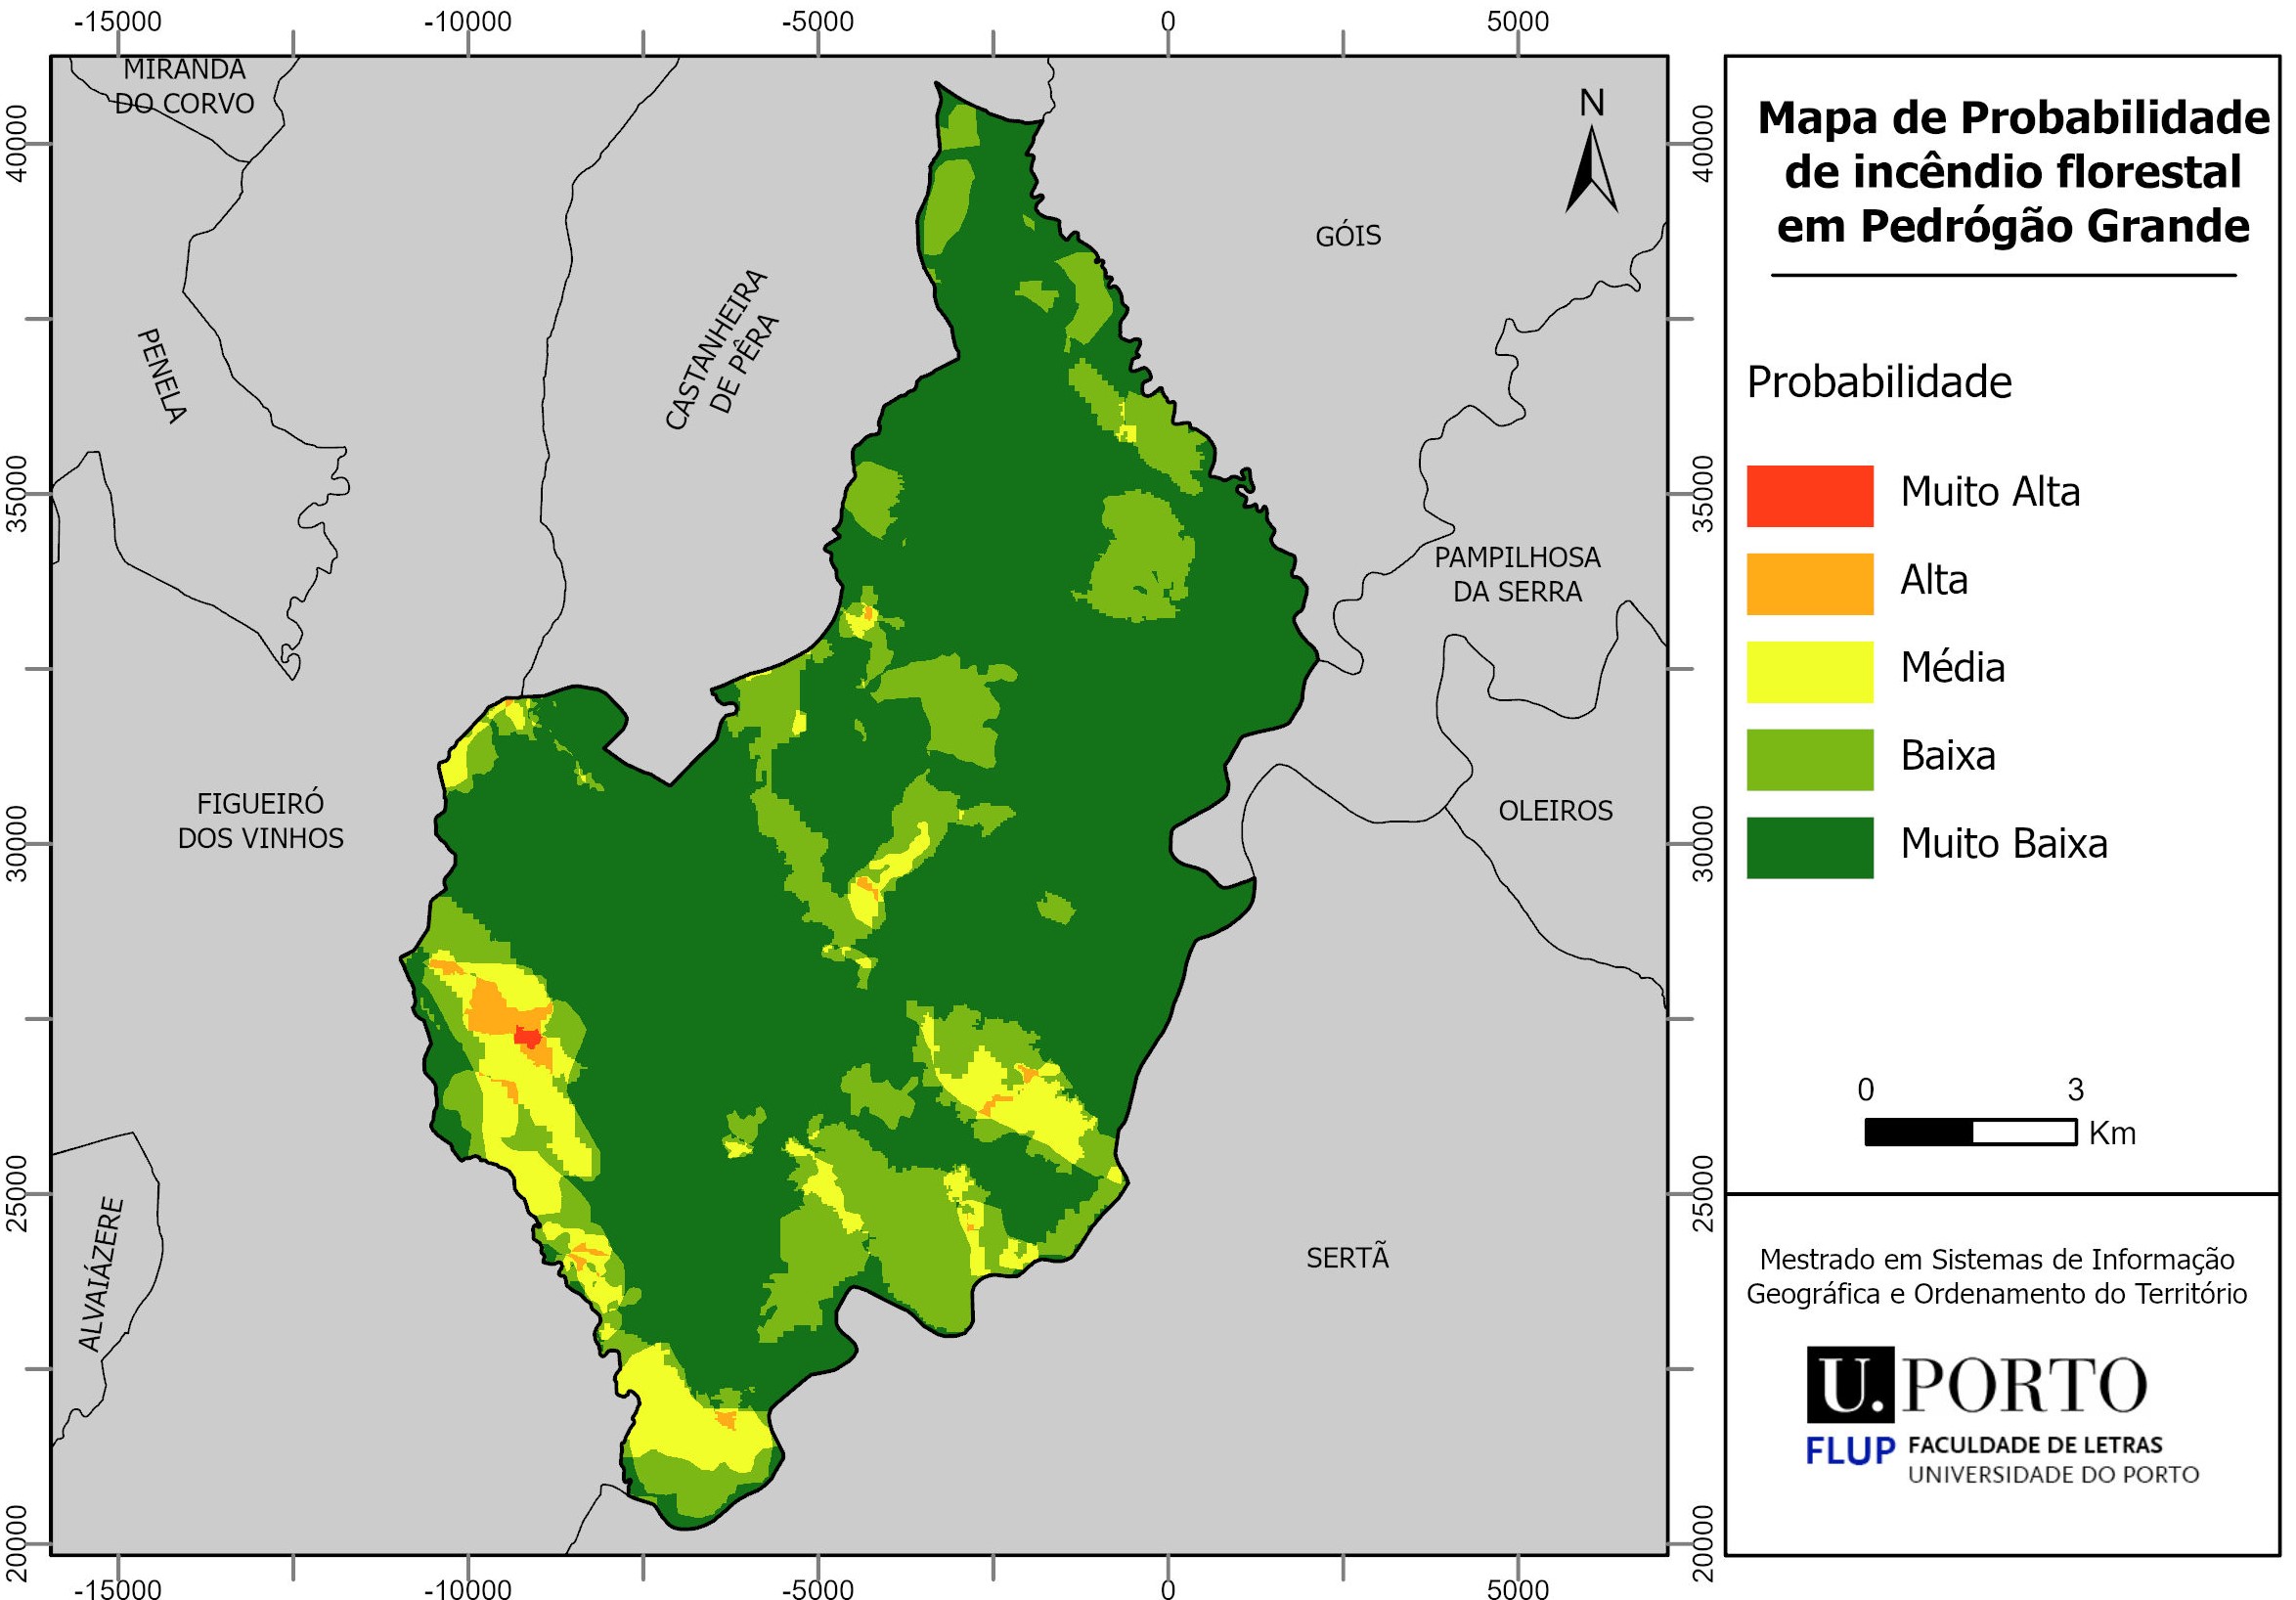 -15000
-10000
-5000
0
5000
40000
35000
30000
25000
20000
MIRANDA
DO CORVO
PENELA
CASTANHEIRA
DE PÊRA
GÓIS
N
PAMPILHOSA
DA SERRA
FIGUEIRÓ
DOS VINHOS
OLEIROS
ALVAIÁZERE
SERTÃ
40000
35000
30000
25000
20000
-15000
-10000
-5000
0
5000
Mapa de Probabilidade
de incêndio florestal
em Pedrógão Grande
Probabilidade
Muito Alta
Alta
Média
Baixa
Muito Baixa
0 3
Km
Mestrado em Sistemas de Informação
Geográfica e Ordenamento do Território
U. PORTO
FLUP FACULDADE DE LETRAS
UNIVERSIDADE DO PORTO